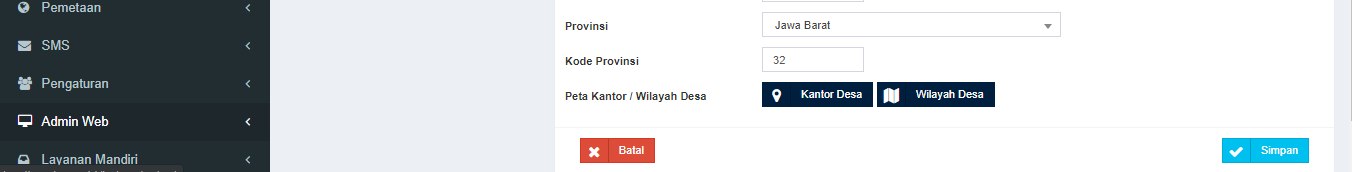 Pemetaan
SMS
Pengaturan
Admin Web
Layanan Mandiri
Provinsi
Jawa Barat
Kode Provinsi
32
Peta Kantor / Wilayah Desa
Kantor Desa
Wilayah Desa
Batal
Simpan